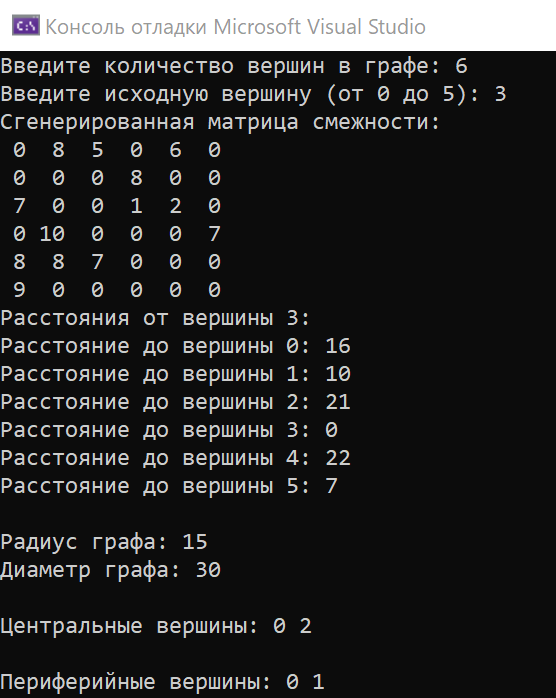 C:\ Консоль отладки Microsoft Visual Studio
Введите количество вершин в графе: 6
Введите исходную вершину (от 0 до 5): 3
Сгенерированная матрица смежности:
0 8 5 0 6 0
0 0 0 8 0 0
7 0 0 1 2 0
0 10 0 0 0 7
8 8 7 0 0 0
9 0 0 0 0 0
Расстояния от вершины 3:
Расстояние до вершины 0: 16
Расстояние до вершины 1: 10
Расстояние до вершины 2: 21
Расстояние до вершины 3: 0
Расстояние до вершины 4: 22
Расстояние до вершины 5: 7
Радиус графа: 15
Диаметр графа: 30
Центральные вершины: 0 2
Периферийные вершины: 0 1